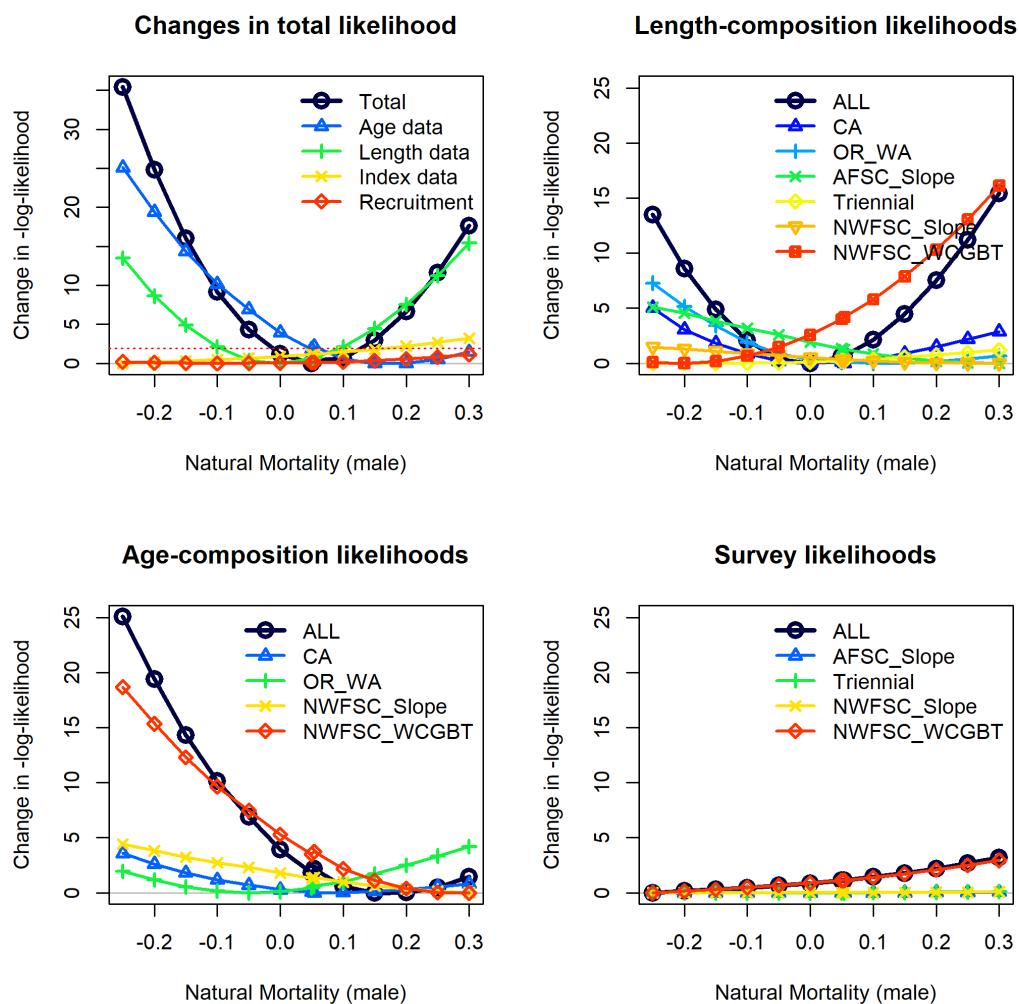 Changes in total likelihood
Change in -log-likelihood
0 5 10 20 30
Total
Age data
Length data
Index data
Recruitment
-0.2 -0.1 0.0 0.1 0.2 0.3
Natural Mortality (male)
Length-composition likelihoods
Change in -log-likelihood
0 5 10 15 20 25
ALL
CA
OR_WA
AFSC_Slope
Triennial
NWFSC_Slope
NWFSC_WCGBT
-0.2 -0.1 0.0 0.1 0.2 0.3
Natural Mortality (male)
Age-composition likelihoods
Change in -log-likelihood
0 5 10 15 20 25
ALL
CA
OR_WA
NWFSC_Slope
NWFSC_WCGBT
-0.2 -0.1 0.0 0.1 0.2 0.3
Natural Mortality (male)
Survey likelihoods
Change in -log-likelihood
0 5 10 15 20 25
ALL
AFSC_Slope
Triennial
NWFSC_Slope
NWFSC_WCGBT
-0.2 -0.1 0.0 0.1 0.2 0.3
Natural Mortality (male)